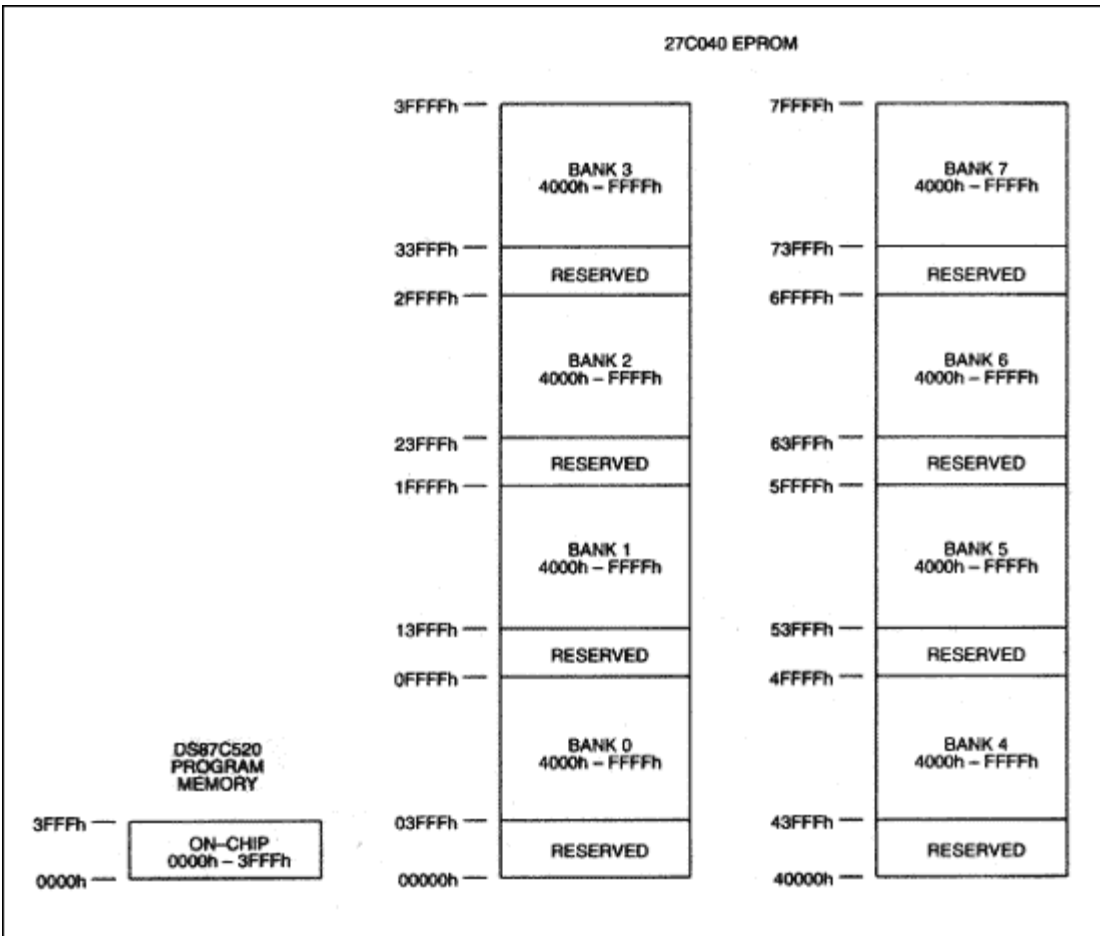 27C040 EPROM
3FFFFh
BANK 3
4000h – FFFFh
33FFFh
RESERVED
2FFFFh
BANK 2
4000h – FFFFh
23FFFh
RESERVED
1FFFFh
BANK 1
4000h – FFFFh
13FFFh
RESERVED
0FFFFh
BANK 0
4000h – FFFFh
03FFFh
RESERVED
00000h
7FFFFh
BANK 7
4000h – FFFFh
73FFFh
RESERVED
6FFFFh
BANK 6
4000h – FFFFh
63FFFh
RESERVED
5FFFFh
BANK 5
4000h – FFFFh
53FFFh
RESERVED
4FFFFh
BANK 4
4000h – FFFFh
43FFFh
RESERVED
40000h
DS87C520
PROGRAM
MEMORY
3FFFh
ON–CHIP
0000h – 3FFFh
0000h